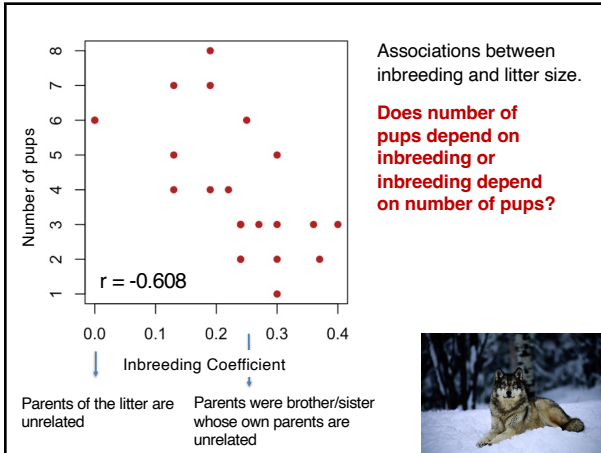 Associations between
inbreeding and litter size.
Does number of
pups depend on
inbreeding or
inbreeding depend
on number of pups?
Number of pups
8
7
6
5
4
3
2
1
r = -0.608
0.0 0.1 0.2 0.3 0.4
Inbreeding Coefficient
Parents of the litter are
unrelated
Parents were brother/sister
whose own parents are
unrelated